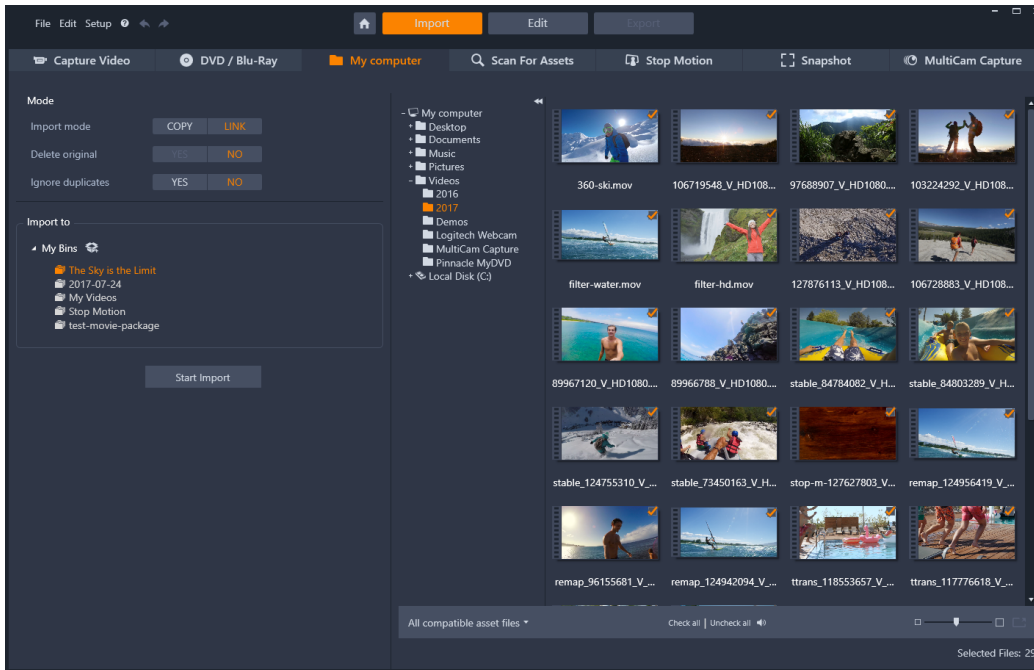 File Edit Setup
Import
Edit
Export
Capture Video
DVD / Blu-Ray
My computer
Scan For Assets
Stop Motion
Snapshot
MultiCam Capture
Mode
Import mode
COPY
LINK
Delete original
YES
NO
Ignore duplicates
YES
NO
Import to
My Bins
The Sky is the Limit
2017-07-24
My Videos
Stop Motion
test-movie-package
Start Import
My computer
Desktop
Documents
Music
Pictures
Videos
2016
2017
Demos
Logitech Webcam
MultiCam Capture
Pinnacle MyDVD
Local Disk (C:)
360-ski.mov
106719548_V_HD108...
97688907_V_HD1080...
103224292_V_HD108...
filter-water.mov
filter-hd.mov
127876113_V_HD108...
106728883_V_HD108...
89967120_V_HD1080....
89966788_V_HD1080....
stable_84784082_V_H...
stable_84803289_V_H...
stable_124755310_V_...
stable_73450163_V_H...
stop-m-127627803_V...
remap_124956419_V...
remap_96155681_V_...
remap_124942094_V_...
ttrans_118553657_V_...
ttrans_117776618_V_...
All compatible asset files
Check all | Uncheck all
Selected Files: 29